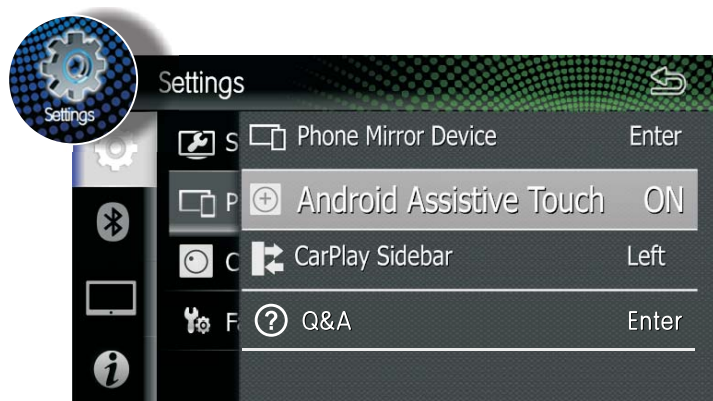 Settings
Settings
Phone Mirror Device Enter
Android Assistive Touch ON
CarPlay Sidebar Left
Q&A Enter